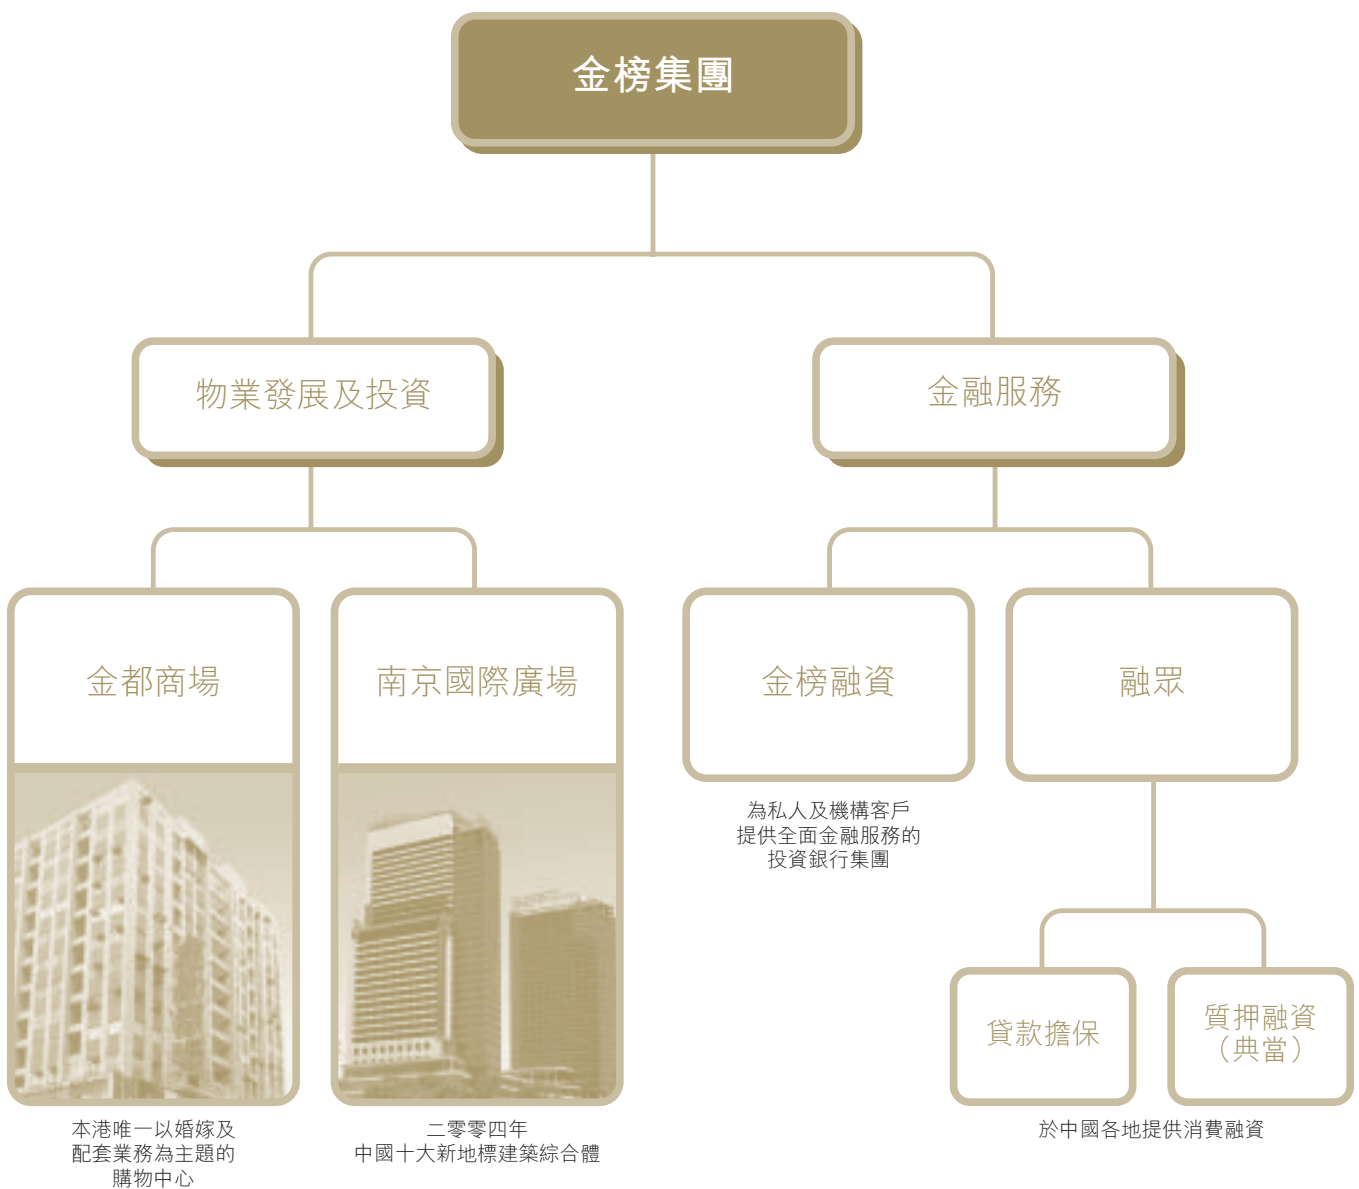 金榜集團
物業發展及投資
金融服務
金都商場
南京國際廣場
金榜融資
融眾
為私人及機構客戶
提供全面金融服務的
投資銀行集團
貸款擔保
質押融資
（典當）
本港唯一以婚嫁及
配套業務為主題的
購物中心
二零零四年
中國十大新地標建築綜合體
於中國各地提供消費融資